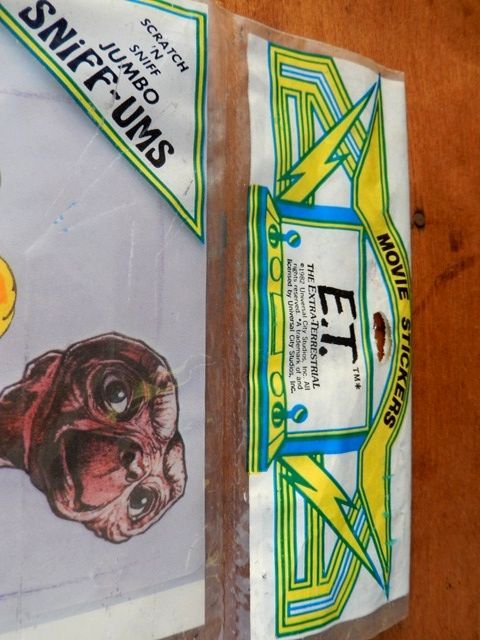 MOVIE STICKERS
E.T.™*
THE EXTRA-TERRESTRIAL
©1982 Universal City Studios, Inc. All
rights reserved. *A trademark of and
licensed by Universal City Studios, Inc.
SCRATCH
'N
SNIFF
JUMBO
SNiFF-UMS